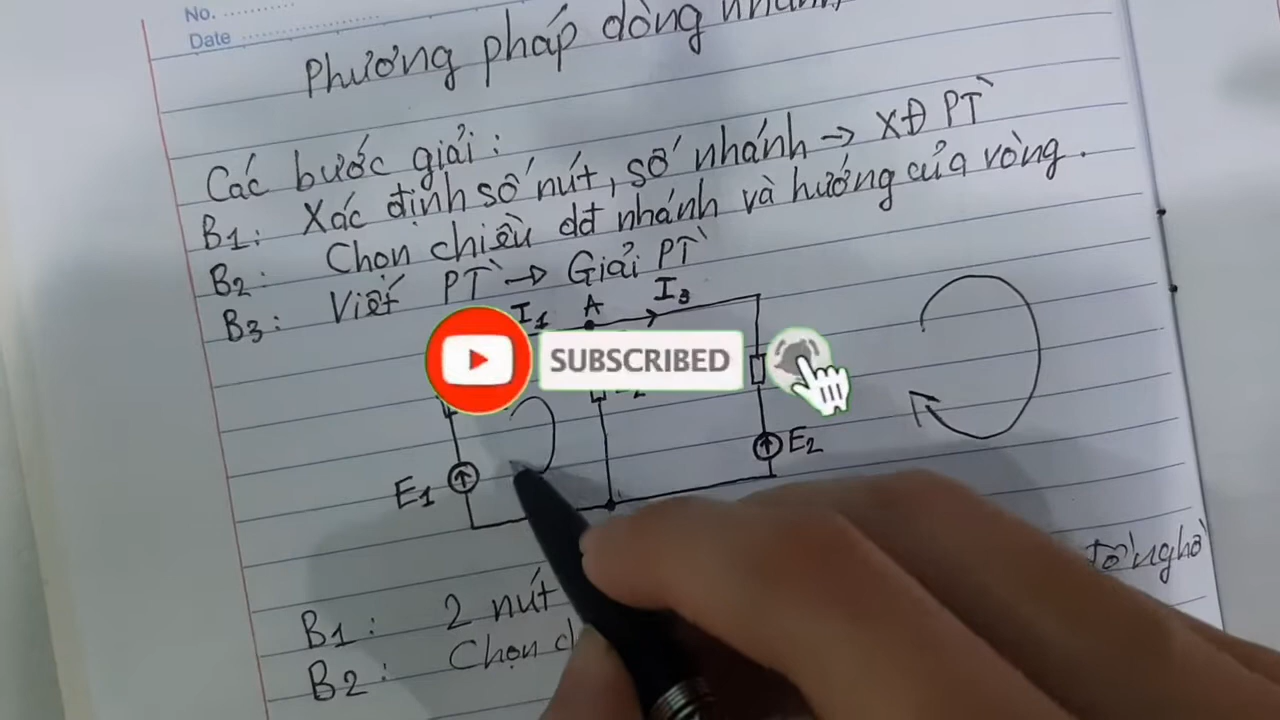 No.
Date
Phương pháp dòng nhánh
Các bước giải:
B1: Xác định số nút, số nhánh → XĐ PT
B2: Chọn chiều dđ nhánh và hướng của vòng.
B3: Viết PT → Giải PT
I1 A I3
SUBSCRIBED
E1
E2
B1: 2 nút
B2: Chọn